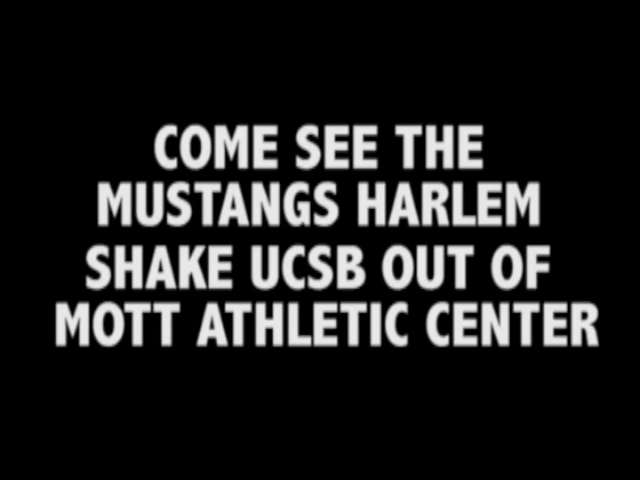 COME SEE THE
MUSTANGS HARLEM
SHAKE UCSB OUT OF
MOTT ATHLETIC CENTER